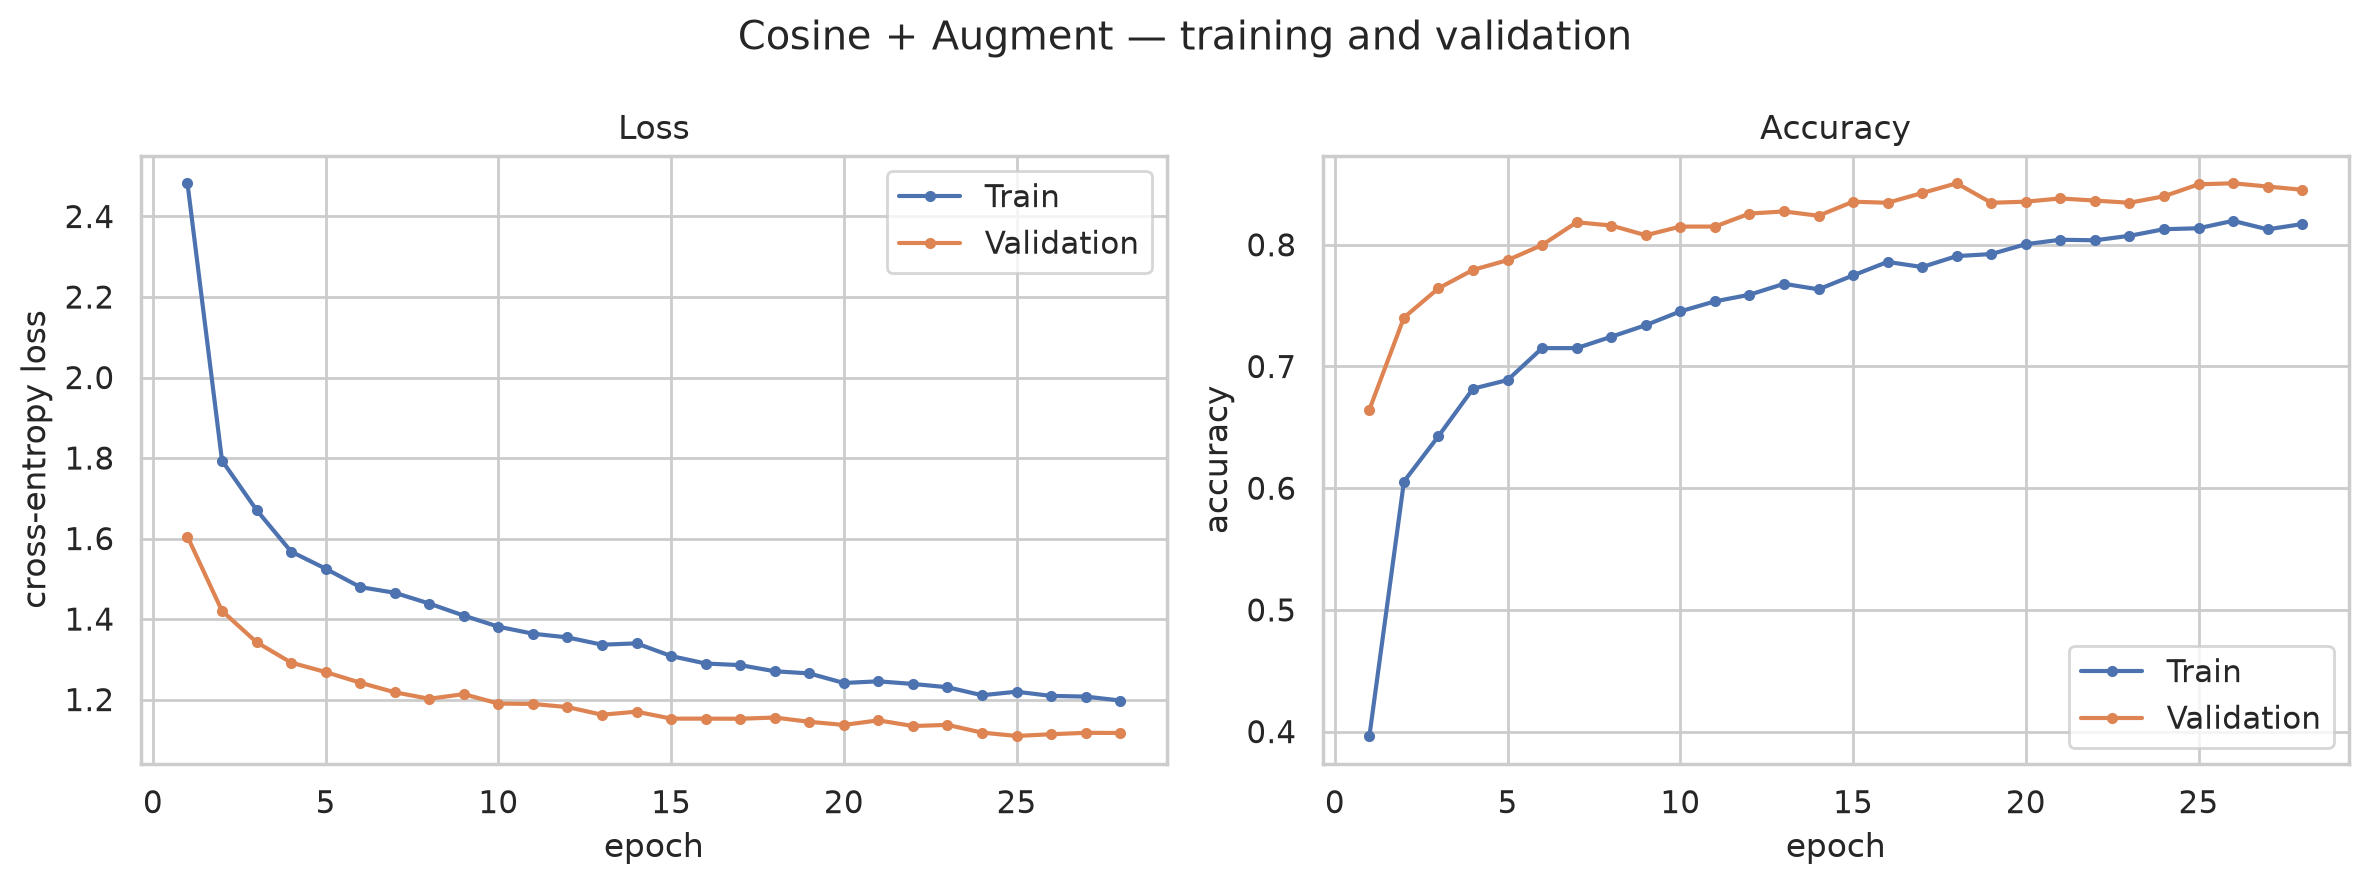 Cosine + Augment — training and validation
Loss
Train
Validation
2.4
2.2
2.0
1.8
1.6
1.4
1.2
cross-entropy loss
0 5 10 15 20 25
epoch
Accuracy
Train
Validation
0.8
0.7
0.6
0.5
0.4
accuracy
0 5 10 15 20 25
epoch